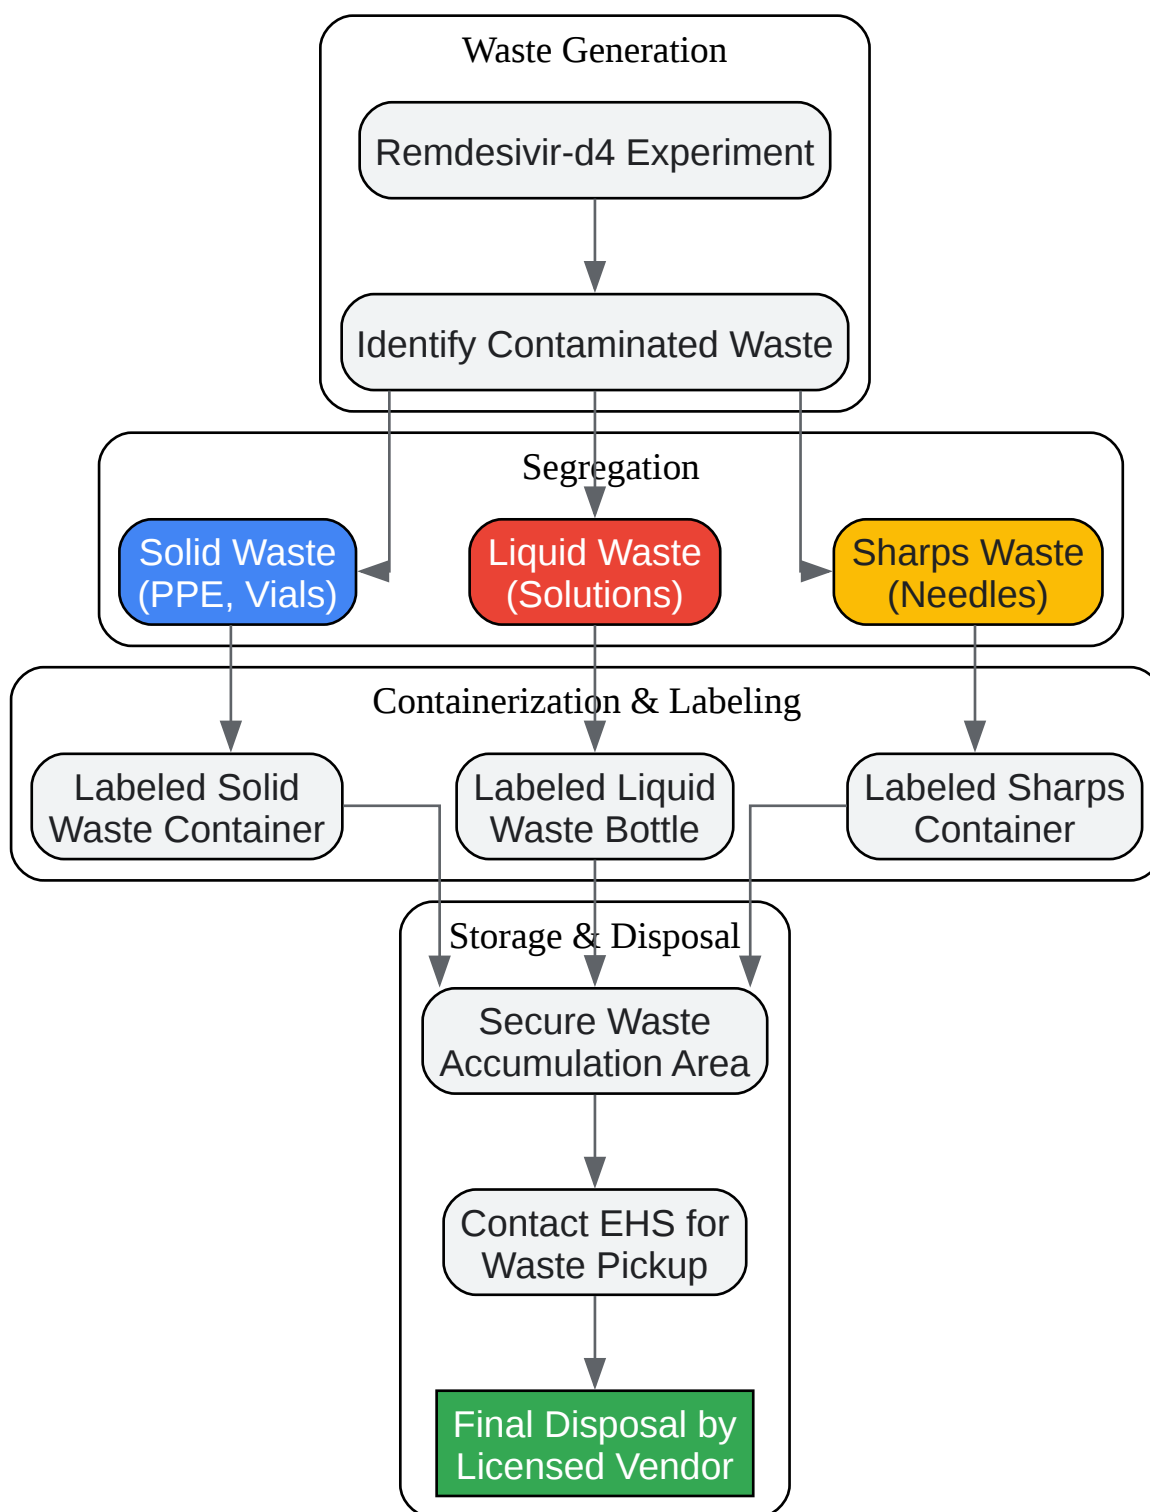 Waste Generation
Remdesivir-d4 Experiment
Identify Contaminated Waste
Segregation
Solid Waste
(PPE, Vials)
Liquid Waste
(Solutions)
Sharps Waste
(Needles)
Containerization & Labeling
Labeled Solid
Waste Container
Labeled Liquid
Waste Bottle
Labeled Sharps
Container
Storage & Disposal
Secure Waste
Accumulation Area
Contact EHS for
Waste Pickup
Final Disposal by
Licensed Vendor